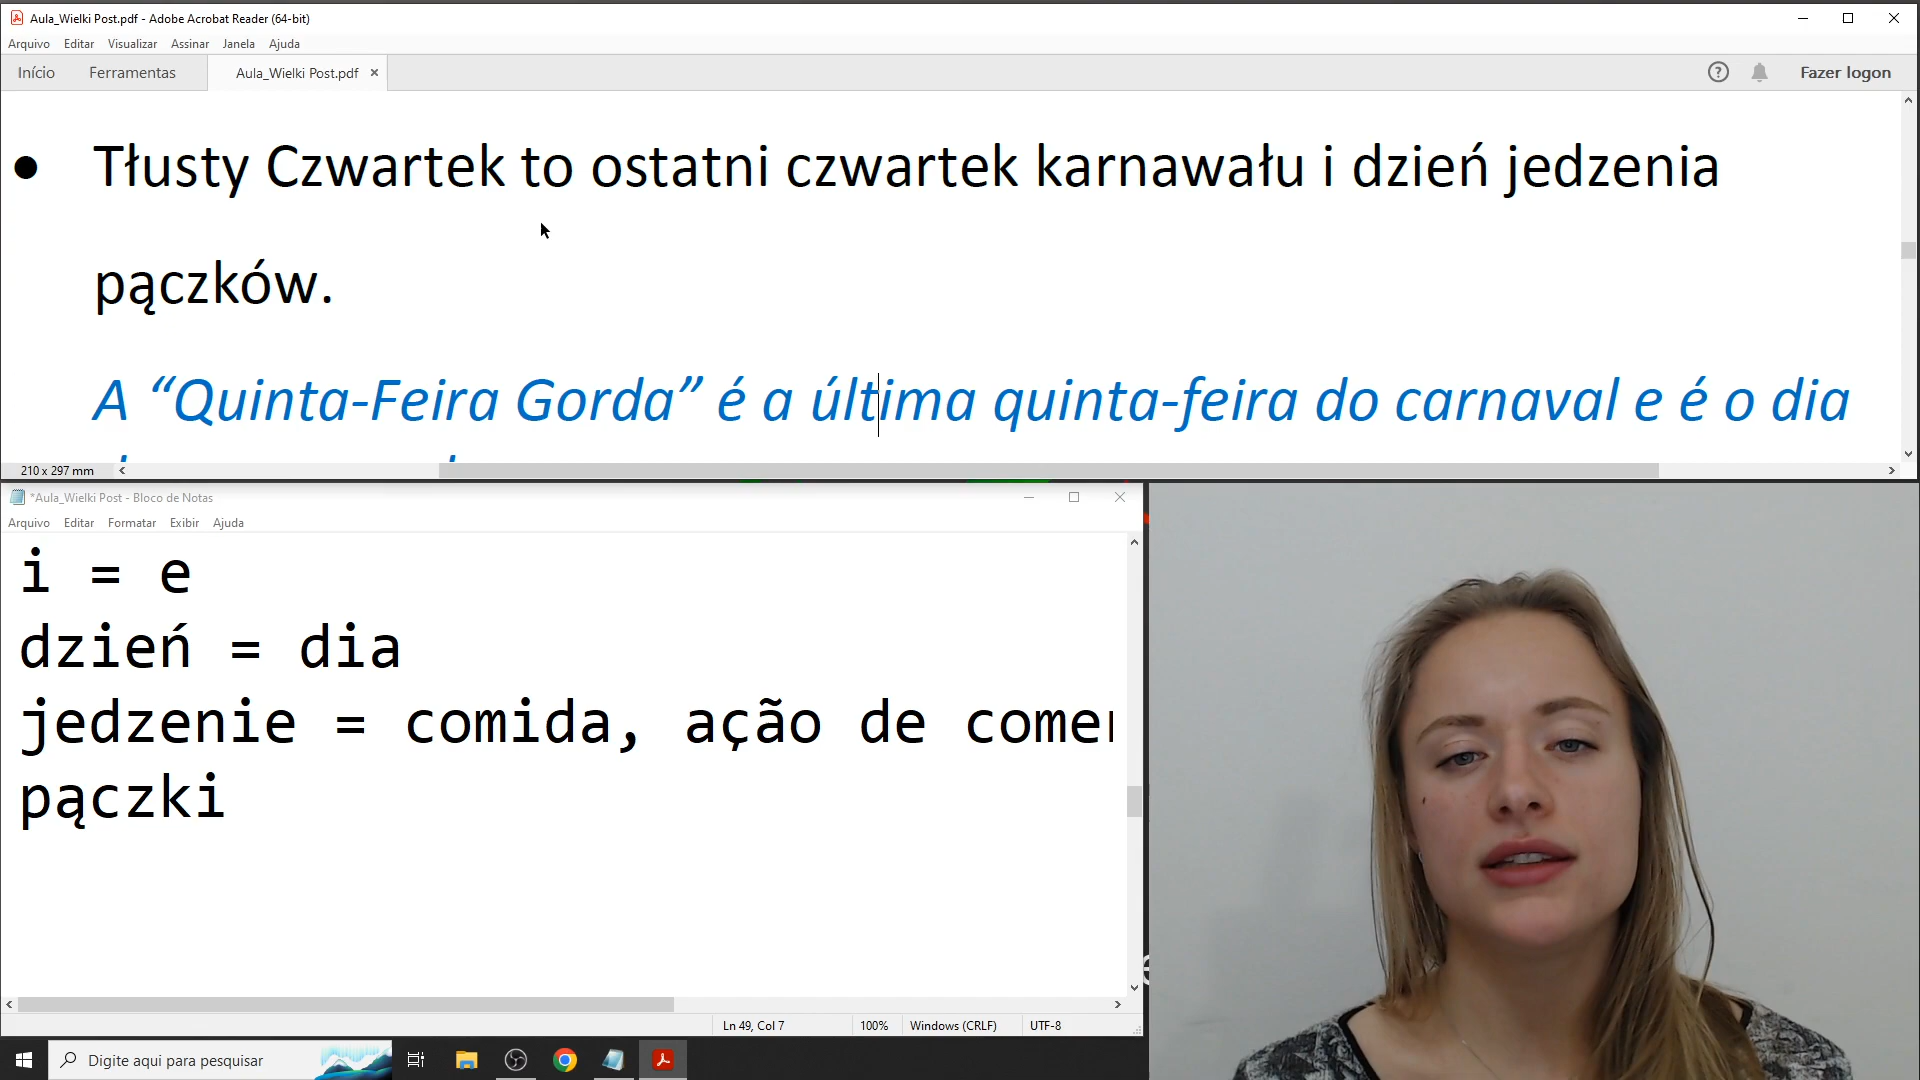 Aula_Wielki Post.pdf - Adobe Acrobat Reader (64-bit)
Arquivo Editar Visualizar Assinar Janela Ajuda
Início Ferramentas Aula_Wielki Post.pdf Fazer logon
Tłusty Czwartek to ostatni czwartek karnawału i dzień jedzenia
pączków.
A “Quinta-Feira Gorda” é a última quinta-feira do carnaval e é o dia
210 x 297 mm
*Aula_Wielki Post - Bloco de Notas
Arquivo Editar Formatar Exibir Ajuda
i = e
dzień = dia
jedzenie = comida, ação de comer
pączki
Ln 49, Col 7 100% Windows (CRLF) UTF-8
Digite aqui para pesquisar